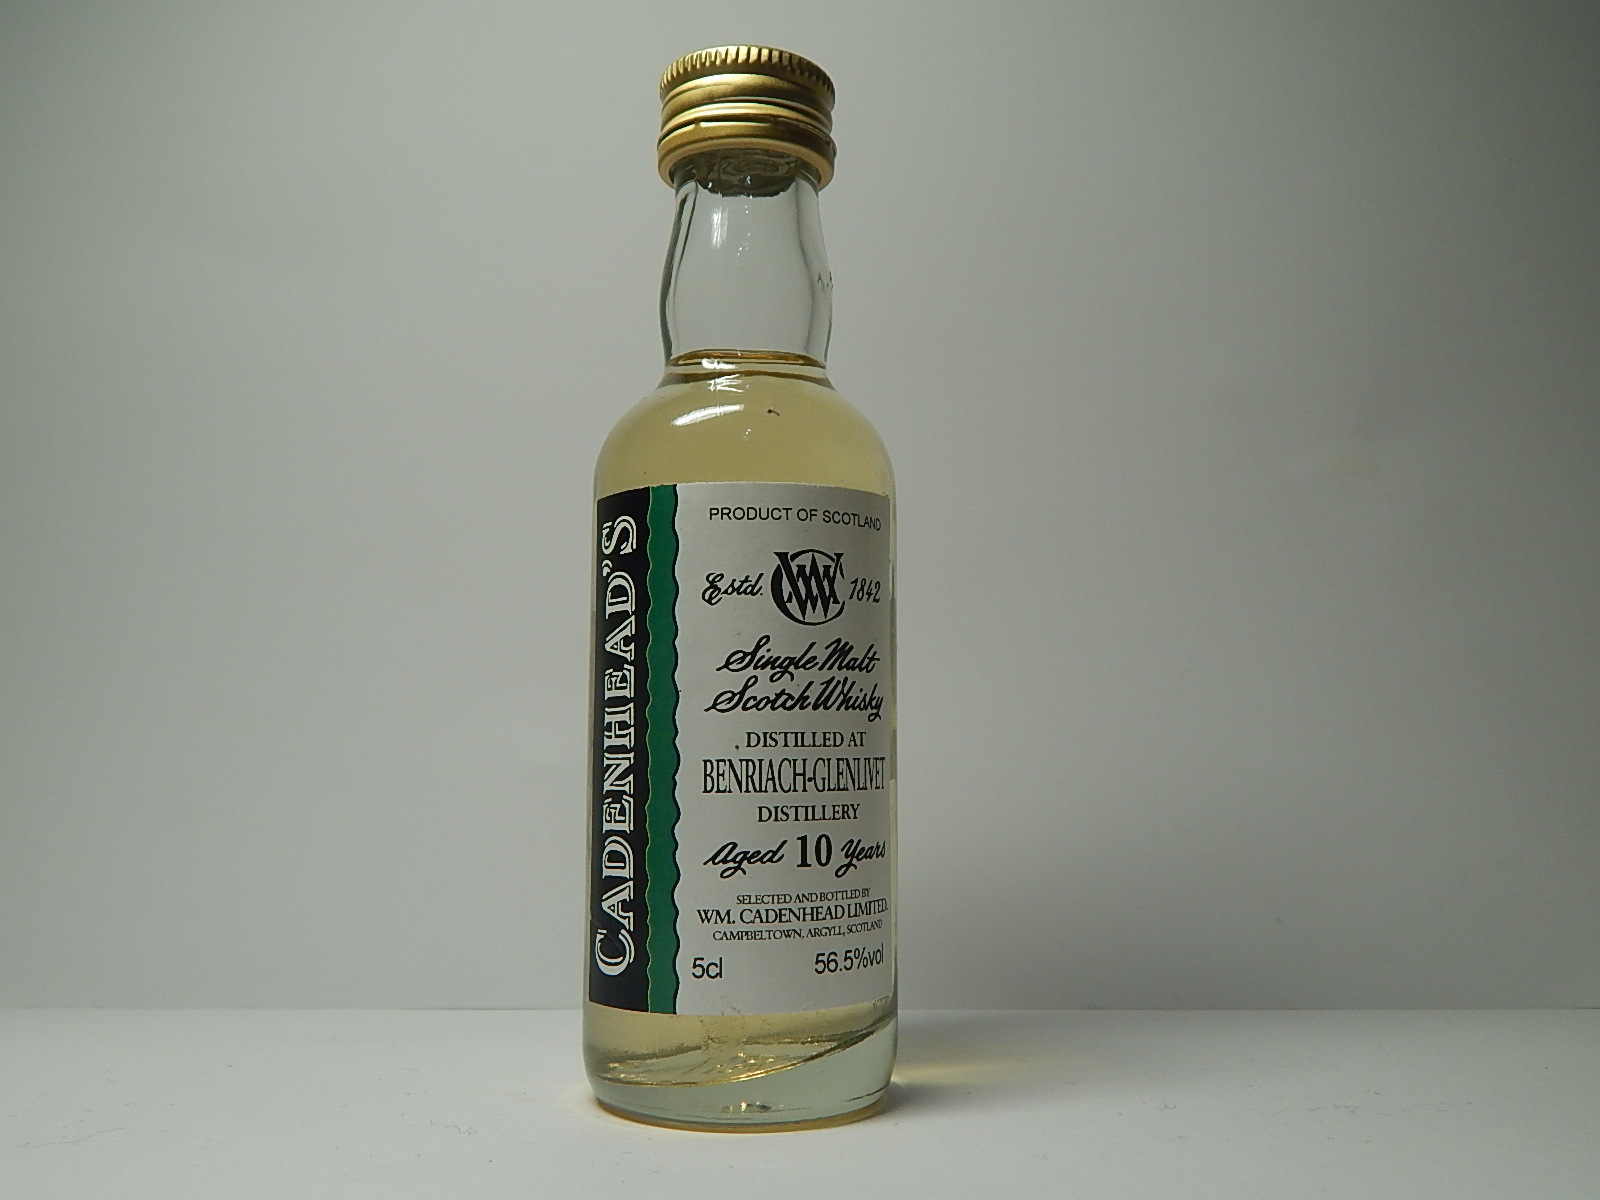 CADENHEAD'S
PRODUCT OF SCOTLAND
Estd. WMC 1842
Single Malt
Scotch Whisky
DISTILLED AT
BENRIACH-GLENLIVET
DISTILLERY
Aged 10 Years
SELECTED AND BOTTLED BY
WM. CADENHEAD LIMITED.
CAMPBELTOWN, ARGYLL, SCOTLAND
5cl 56.5%vol